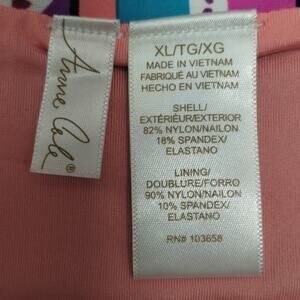 Anne Cole®
XL/TG/XG
MADE IN VIETNAM
FABRIQUÉ AU VIETNAM
HECHO EN VIETNAM
SHELL/
EXTÉRIEUR/EXTERIOR
82% NYLON/NAILON
18% SPANDEX/
ELASTANO
LINING/
DOUBLURE/FORRO
90% NYLON/NAILON
10% SPANDEX/
ELASTANO
RN# 103658